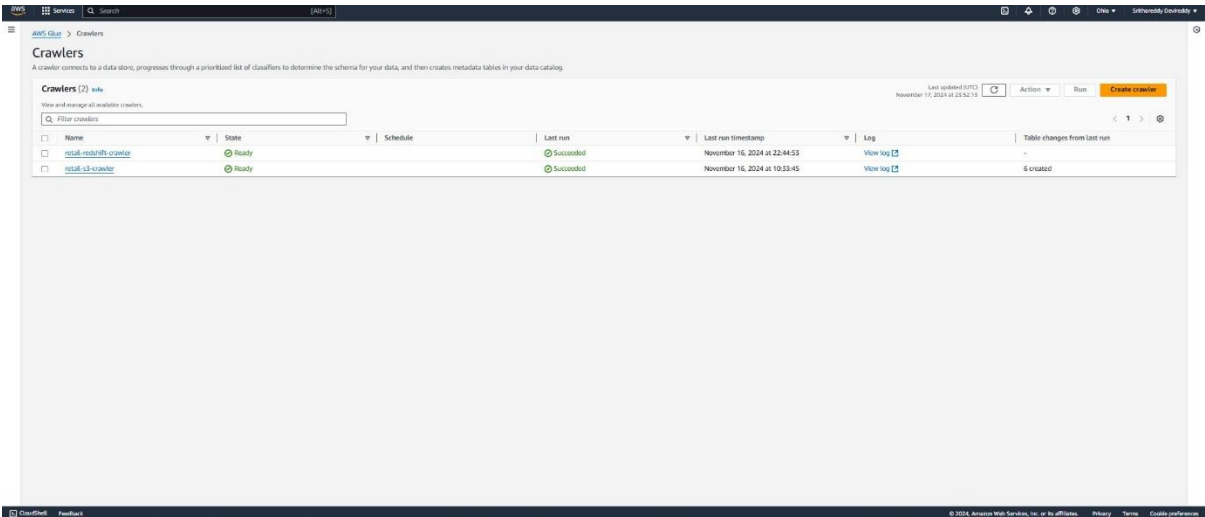 aws Services Search [Alt+S] Ohio Srithareddy Devireddy
AWS Glue > Crawlers
Crawlers
A crawler connects to a data store, progresses through a prioritized list of classifiers to determine the schema for your data, and then creates metadata tables in your data catalog.
Crawlers (2) Info
Last updated (UTC)
November 17, 2024 at 23:52:15
Action Run Create crawler
View and manage all available crawlers.
Filter crawlers
1
Name State Schedule Last run Last run timestamp Log Table changes from last run
retail-redshift-crawler Ready Succeeded November 16, 2024 at 22:44:53 View log -
retail-s3-crawler Ready Succeeded November 16, 2024 at 10:33:45 View log 6 created
CloudShell Feedback © 2024, Amazon Web Services, Inc. or its affiliates. Privacy Terms Cookie preferences